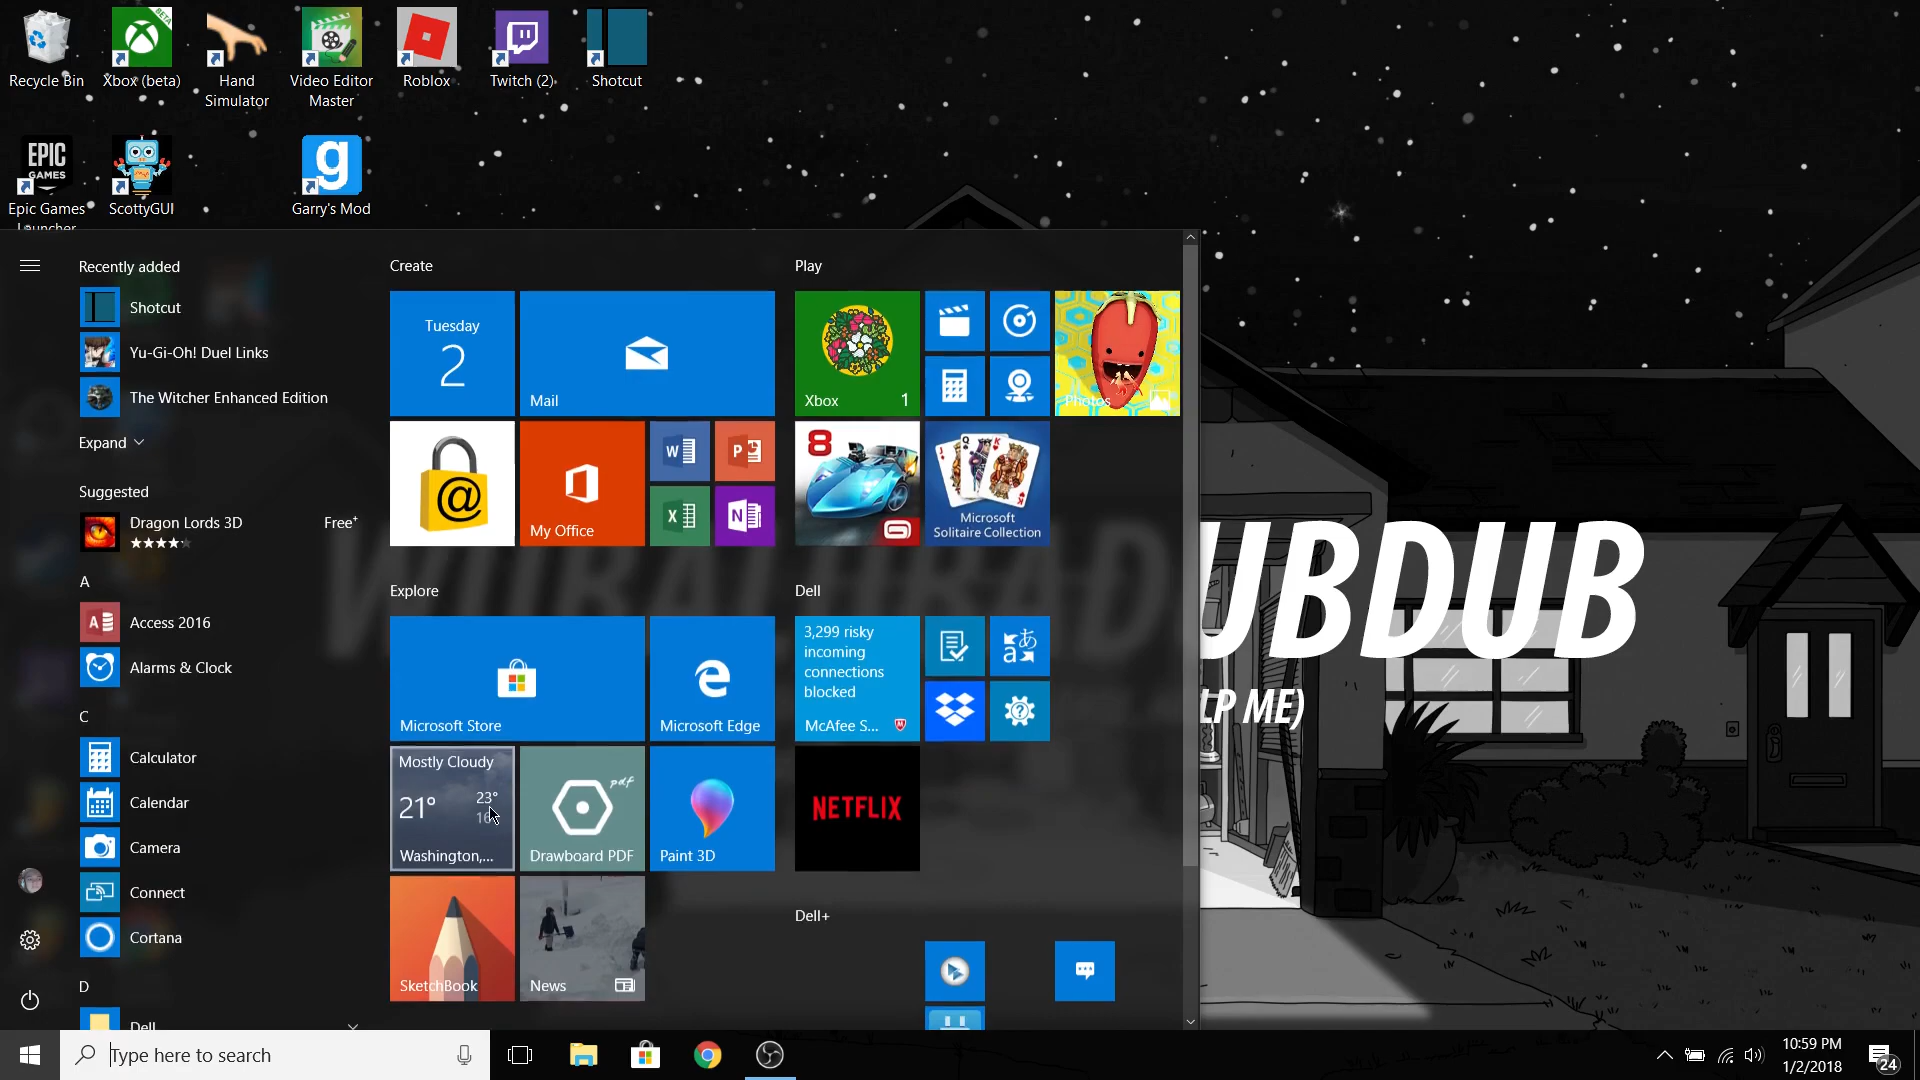 Recycle Bin
Xbox (beta)
Hand
Simulator
Video Editor
Master
Roblox
Twitch (2)
Shotcut
EPIC
GAMES
Epic Games
Launcher
ScottyGUI
g
Garry's Mod
Recently added
Shotcut
Yu-Gi-Oh! Duel Links
The Witcher Enhanced Edition
Expand
Suggested
Dragon Lords 3D
Free+
A
Access 2016
Alarms & Clock
C
Calculator
Calendar
Camera
Connect
Cortana
D
Dell
Create
Tuesday
2
Mail
@
My Office
Explore
Microsoft Store
Microsoft Edge
Mostly Cloudy
21°
23°
16°
Washington,...
pdf
Drawboard PDF
Paint 3D
SketchBook
News
Play
Xbox
1
Photos
8
Microsoft
Solitaire Collection
Dell
3,299 risky
incoming
connections
blocked
McAfee S...
NETFLIX
Dell+
UBDUB
LP ME)
Type here to search
10:59 PM
1/2/2018
24